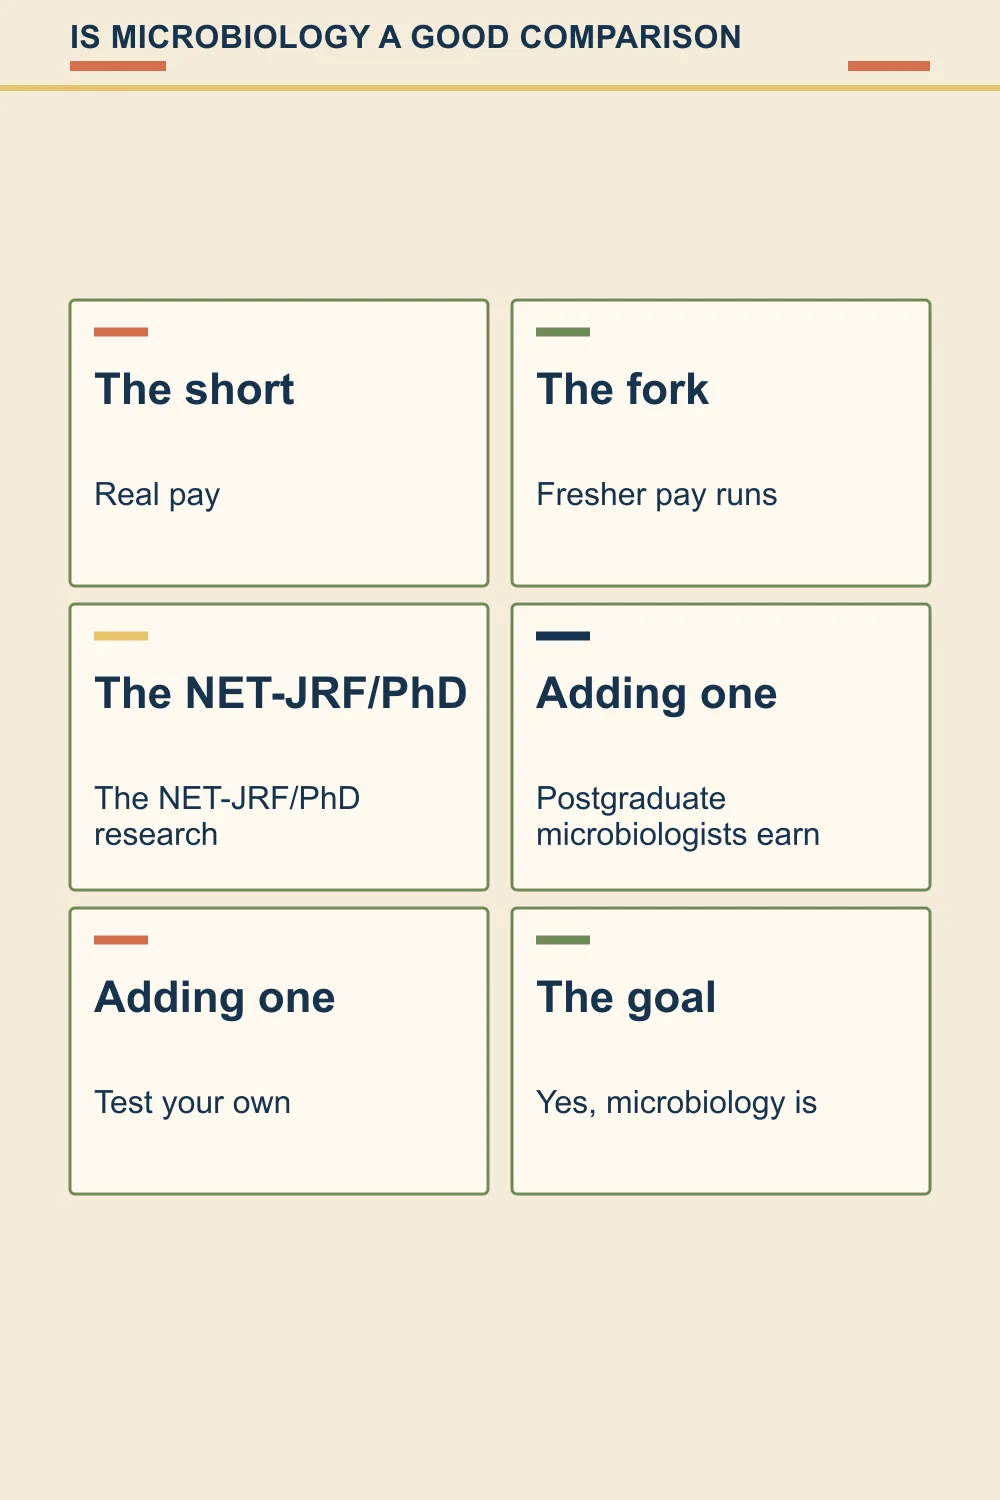 IS MICROBIOLOGY A GOOD COMPARISON
The short
Real pay
The fork
Fresher pay runs
The NET-JRF/PhD
The NET-JRF/PhD
research
Adding one
Postgraduate
microbiologists earn
Adding one
Test your own
The goal
Yes, microbiology is